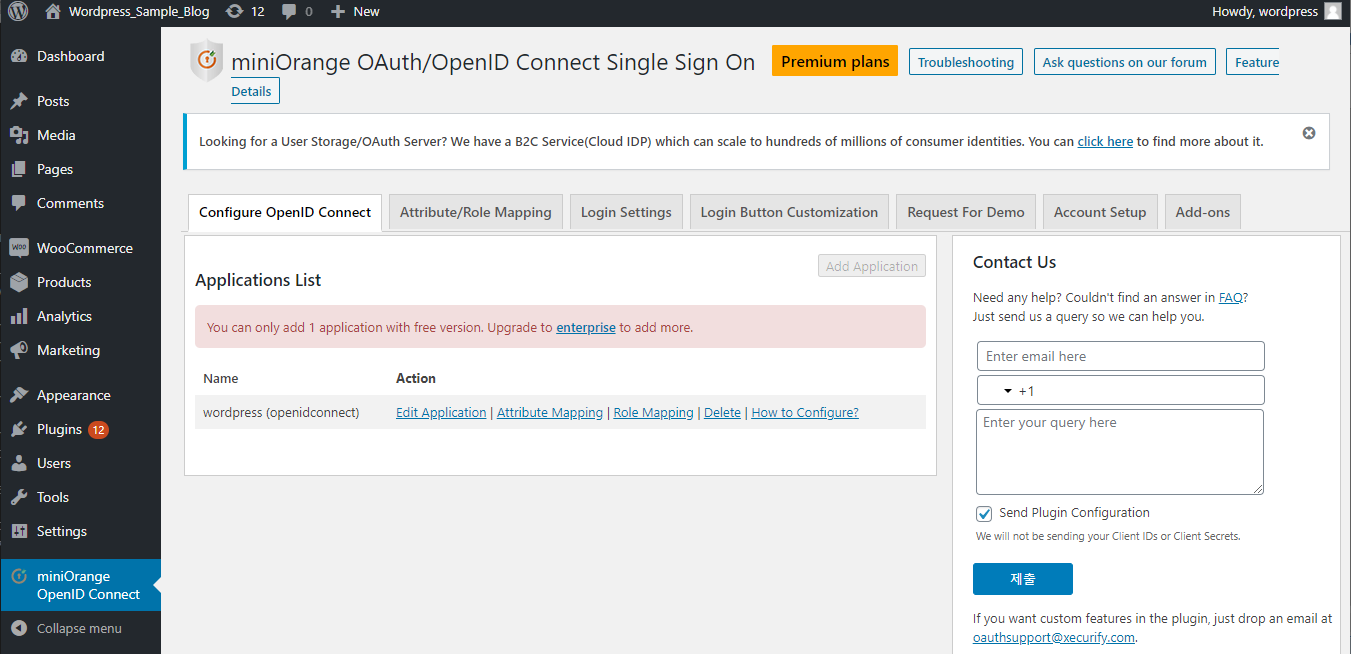 Wordpress_Sample_Blog 12 0 New Howdy, wordpress
Dashboard
Posts
Media
Pages
Comments
WooCommerce
Products
Analytics
Marketing
Appearance
Plugins 12
Users
Tools
Settings
miniOrange
OpenID Connect
Collapse menu
miniOrange OAuth/OpenID Connect Single Sign On Premium plans Troubleshooting Ask questions on our forum Feature
Details
Looking for a User Storage/OAuth Server? We have a B2C Service(Cloud IDP) which can scale to hundreds of millions of consumer identities. You can click here to find more about it.
Configure OpenID Connect Attribute/Role Mapping Login Settings Login Button Customization Request For Demo Account Setup Add-ons
Add Application
Applications List
You can only add 1 application with free version. Upgrade to enterprise to add more.
Name Action
wordpress (openidconnect) Edit Application | Attribute Mapping | Role Mapping | Delete | How to Configure?
Contact Us
Need any help? Couldn't find an answer in FAQ?
Just send us a query so we can help you.
Enter email here
+1
Enter your query here
Send Plugin Configuration
We will not be sending your Client IDs or Client Secrets.
제출
If you want custom features in the plugin, just drop an email at
oauthsupport@xecurify.com.